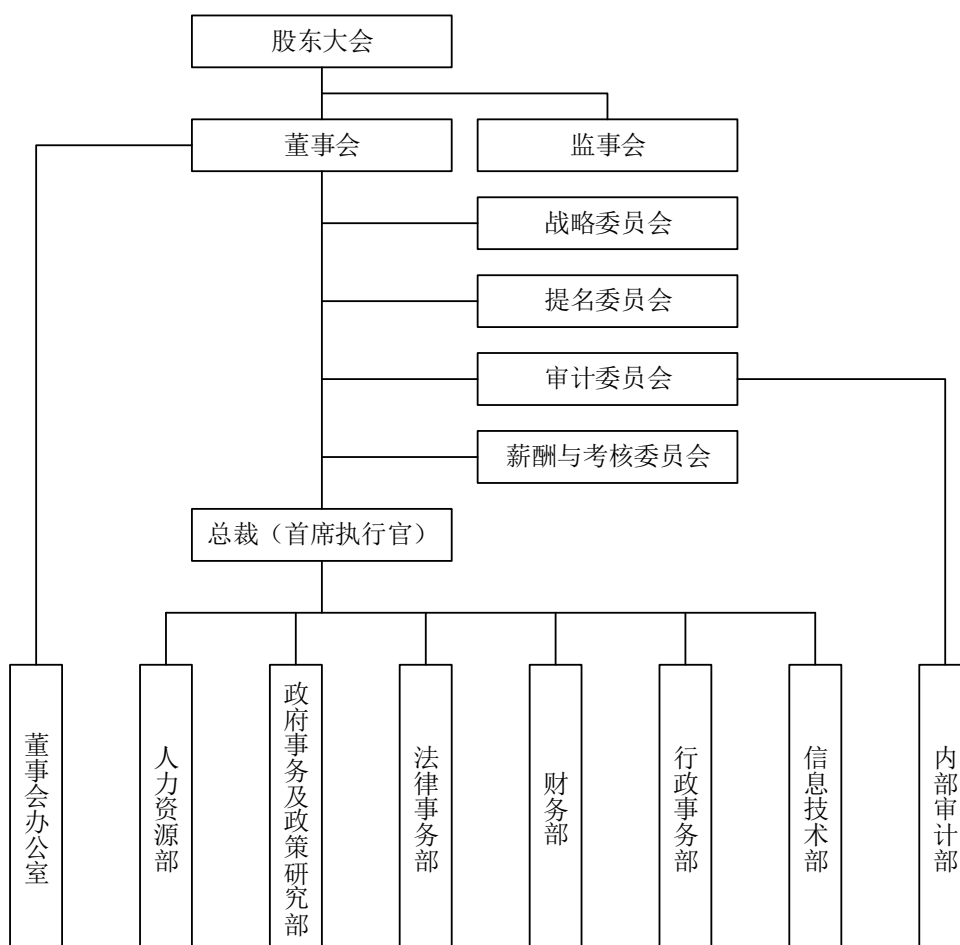 股东大会
董事会
监事会
战略委员会
提名委员会
审计委员会
薪酬与考核委员会
总裁（首席执行官）
董事会办公室
人力资源部
政府事务及政策研究部
法律事务部
财务部
行政事务部
信息技术部
内部审计部